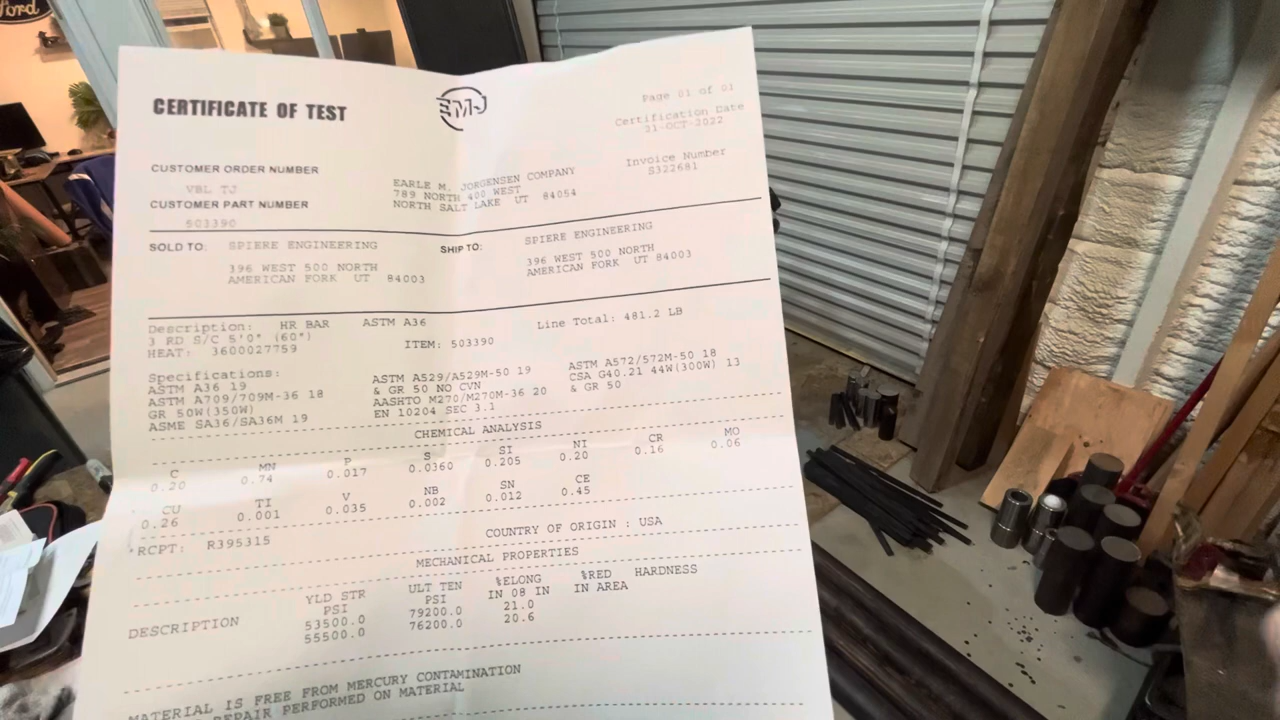 Ford
CERTIFICATE OF TEST
EMJ
Page 01 of 01
Certification Date
31-OCT-2022
CUSTOMER ORDER NUMBER
VBL TJ
CUSTOMER PART NUMBER
503390
EARLE M. JORGENSEN COMPANY
789 NORTH 400 WEST
NORTH SALT LAKE UT 84054
Invoice Number
S322681
SOLD TO: SPIERE ENGINEERING
396 WEST 500 NORTH
AMERICAN FORK UT 84003
SHIP TO: SPIERE ENGINEERING
396 WEST 500 NORTH
AMERICAN FORK UT 84003
Description: HR BAR ASTM A36
3 RD S/C 5'0" (60")
HEAT: 3600027759
ITEM: 503390
Line Total: 481.2 LB
Specifications:
ASTM A36 19
ASTM A709/709M-36 18
GR 50W(350W)
ASME SA36/SA36M 19
ASTM A529/A529M-50 19
& GR 50 NO CVN
AASHTO M270/M270M-36 20
EN 10204 SEC 3.1
ASTM A572/572M-50 18
CSA G40.21 44W(300W) 13
& GR 50
CHEMICAL ANALYSIS
C MN P S SI NI CR MO
0.20 0.74 0.017 0.0360 0.205 0.20 0.16 0.06
CU TI V NB SN CE
0.26 0.001 0.035 0.002 0.012 0.45
RCPT: R395315
COUNTRY OF ORIGIN : USA
MECHANICAL PROPERTIES
YLD STR ULT TEN %ELONG %RED HARDNESS
DESCRIPTION PSI PSI IN 08 IN IN AREA
53500.0 79200.0 21.0
55500.0 76200.0 20.6
MATERIAL IS FREE FROM MERCURY CONTAMINATION
REPAIR PERFORMED ON MATERIAL